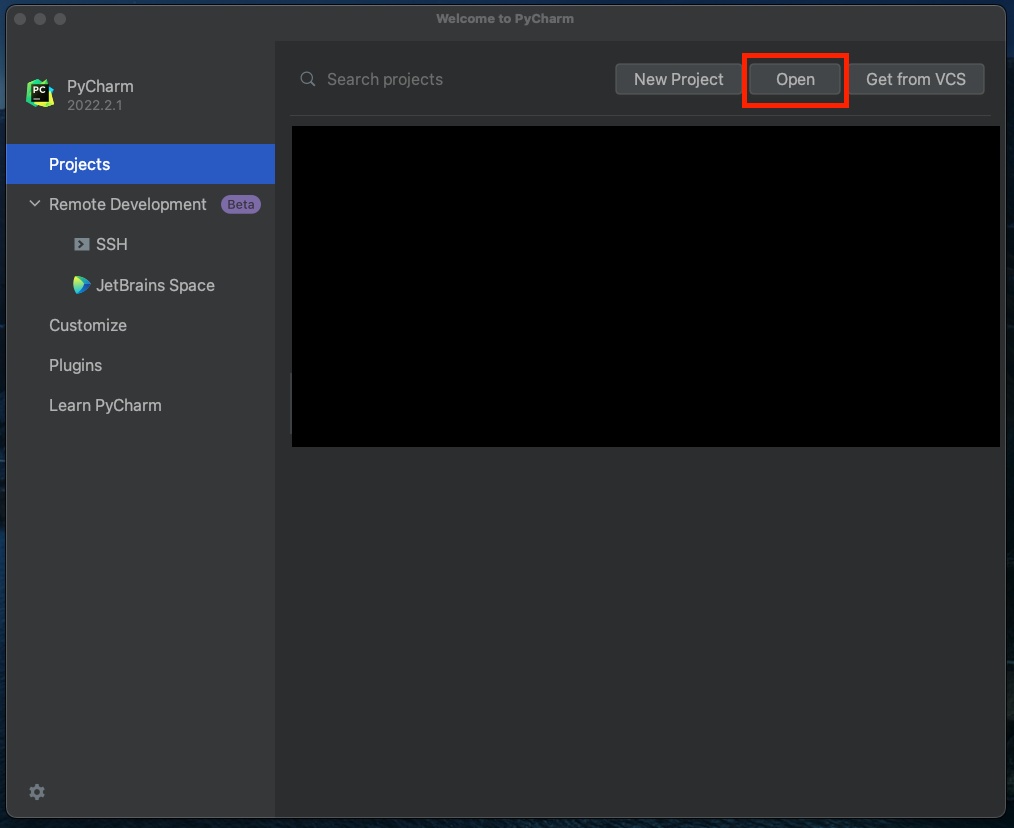 Welcome to PyCharm
PC
PyCharm
2022.2.1
Search projects
New Project
Open
Get from VCS
Projects
Remote Development Beta
SSH
JetBrains Space
Customize
Plugins
Learn PyCharm